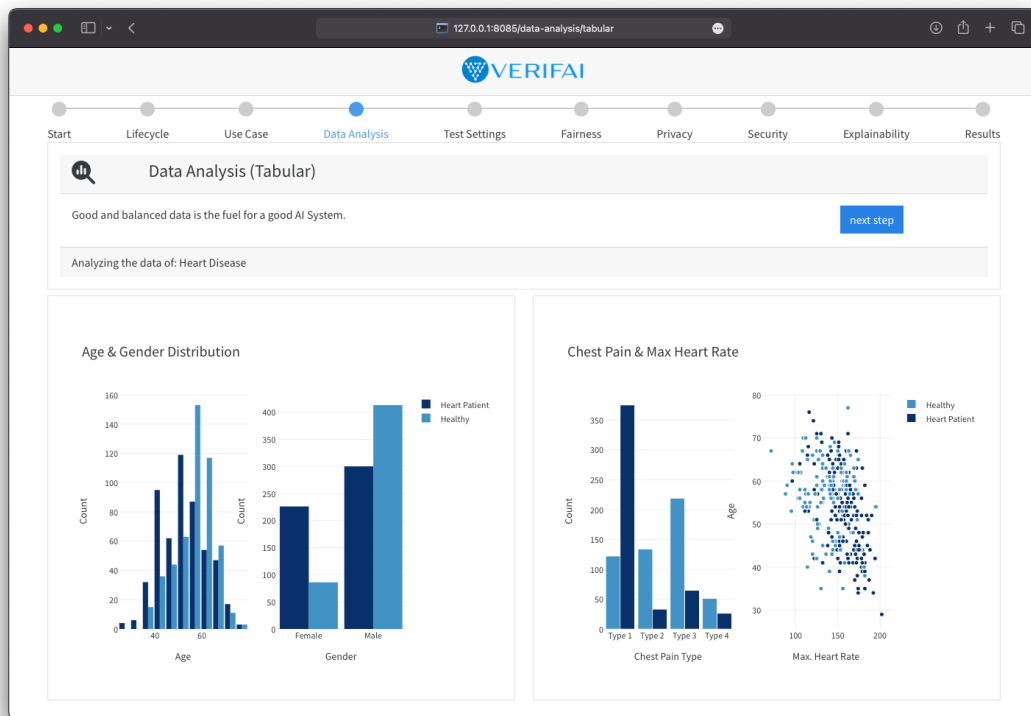 127.0.0.1:8085/data-analysis/tabular
VERIFAI
Start Lifecycle Use Case Data Analysis Test Settings Fairness Privacy Security Explainability Results
Data Analysis (Tabular)
Good and balanced data is the fuel for a good AI System.
next step
Analyzing the data of: Heart Disease
Age & Gender Distribution
160
140
120
100
80
60
40
20
0
Count
40 60
Age
400
350
300
250
200
150
100
50
0
Count
Female Male
Gender
Heart Patient
Healthy
Chest Pain & Max Heart Rate
350
300
250
200
150
100
50
0
Count
Type 1 Type 2 Type 3 Type 4
Chest Pain Type
80
70
60
50
40
30
Age
100 150 200
Max. Heart Rate
Healthy
Heart Patient